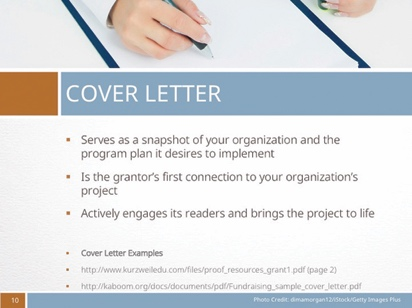 COVER LETTER
Serves as a snapshot of your organization and the
program plan it desires to implement
Is the grantor's first connection to your organization's
project
Actively engages its readers and brings the project to life
Cover Letter Examples
http://www.kurzweiledu.com/files/proof_resources_grant1.pdf (page 2)
http://kaboom.org/docs/documents/pdf/Fundraising_sample_cover_letter.pdf
10
Photo Credit: dimamorgan12/iStock/Getty Images Plus